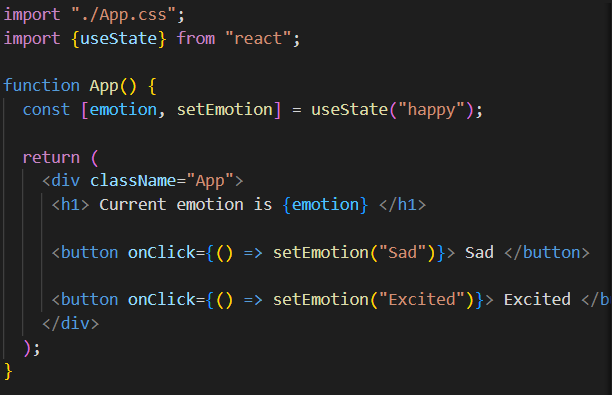 import "./App.css";
import {useState} from "react";
function App() {
const [emotion, setEmotion] = useState("happy");
return (
<div className="App">
<h1> Current emotion is {emotion} </h1>
<button onClick={() => setEmotion("Sad")}> Sad </button>
<button onClick={() => setEmotion("Excited")}> Excited </b
</div>
);
}